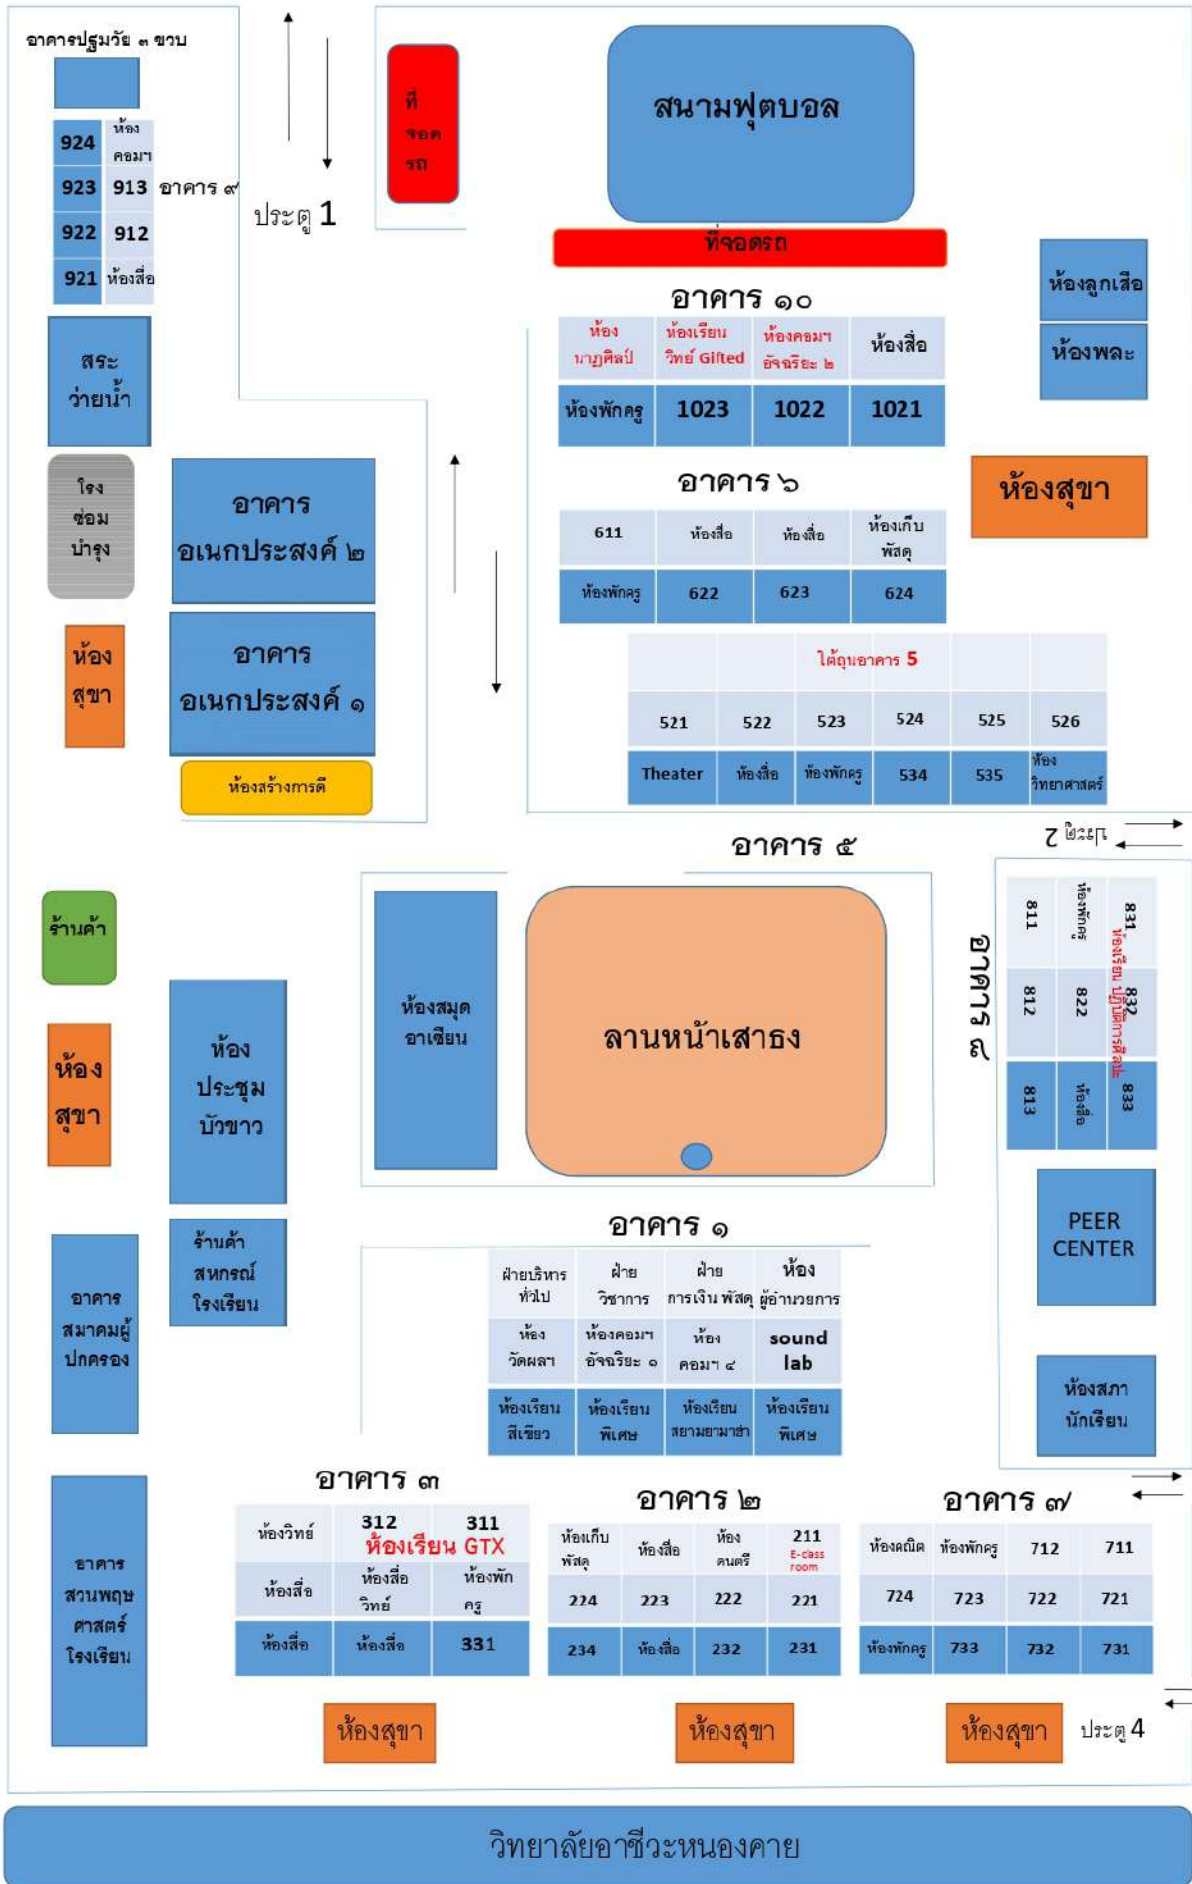 อาคารปฐมวัย ๓ ขวบ
924
ห้อง
คอมฯ
923
913
อาคาร ๙
922
912
921
ห้องสื่อ
ประตู 1
ที่
จอด
รถ
สนามฟุตบอล
ที่จอดรถ
ห้องลูกเสือ
ห้องพละ
ห้องสุขา
สระ
ว่ายน้ำ
โรง
ซ่อม
บำรุง
อาคาร
อเนกประสงค์ ๒
ห้อง
สุขา
อาคาร
อเนกประสงค์ ๑
ห้องสร้างการดี
อาคาร ๑๐
ห้อง
นาฏศิลป์
ห้องเรียน
วิทย์ Gifted
ห้องคอมฯ
อัจฉริยะ ๒
ห้องสื่อ
ห้องพักครู
1023
1022
1021
อาคาร ๖
611
ห้องสื่อ
ห้องสื่อ
ห้องเก็บ
พัสดุ
ห้องพักครู
622
623
624
ใต้ถุนอาคาร 5
521
522
523
524
525
526
Theater
ห้องสื่อ
ห้องพักครู
534
535
ห้อง
วิทยาศาสตร์
ประตู 2
อาคาร ๕
ร้านค้า
ห้อง
สุขา
ห้อง
ประชุม
บัวขาว
ห้องสมุด
อาเซียน
ลานหน้าเสาธง
อาคาร ๘
811
ห้องพักครู
831
812
822
832
813
ห้องสื่อ
833
ห้องเรียน ปฏิบัติการศิลปะ
PEER
CENTER
ห้องสภา
นักเรียน
ร้านค้า
สหกรณ์
โรงเรียน
อาคาร
สมาคมผู้
ปกครอง
อาคาร ๑
ฝ่ายบริหาร
ทั่วไป
ฝ่าย
วิชาการ
ฝ่าย
การเงิน พัสดุ
ห้อง
ผู้อำนวยการ
ห้อง
วัดผลฯ
ห้องคอมฯ
อัจฉริยะ ๑
ห้อง
คอมฯ ๔
sound
lab
ห้องเรียน
สีเขียว
ห้องเรียน
พิเศษ
ห้องเรียน
สยามยามาฮ่า
ห้องเรียน
พิเศษ
อาคาร
สวนพฤษ
ศาสตร์
โรงเรียน
อาคาร ๓
ห้องวิทย์
312
311
ห้องเรียน GTX
ห้องสื่อ
ห้องสื่อ
วิทย์
ห้องพัก
ครู
ห้องสื่อ
ห้องสื่อ
331
ห้องสุขา
อาคาร ๒
ห้องเก็บ
พัสดุ
ห้องสื่อ
ห้อง
ดนตรี
211
E-class
room
224
223
222
221
234
ห้องสื่อ
232
231
ห้องสุขา
อาคาร ๗
ห้องคณิต
ห้องพักครู
712
711
724
723
722
721
ห้องพักครู
733
732
731
ห้องสุขา
ประตู 4
วิทยาลัยอาชีวะหนองคาย